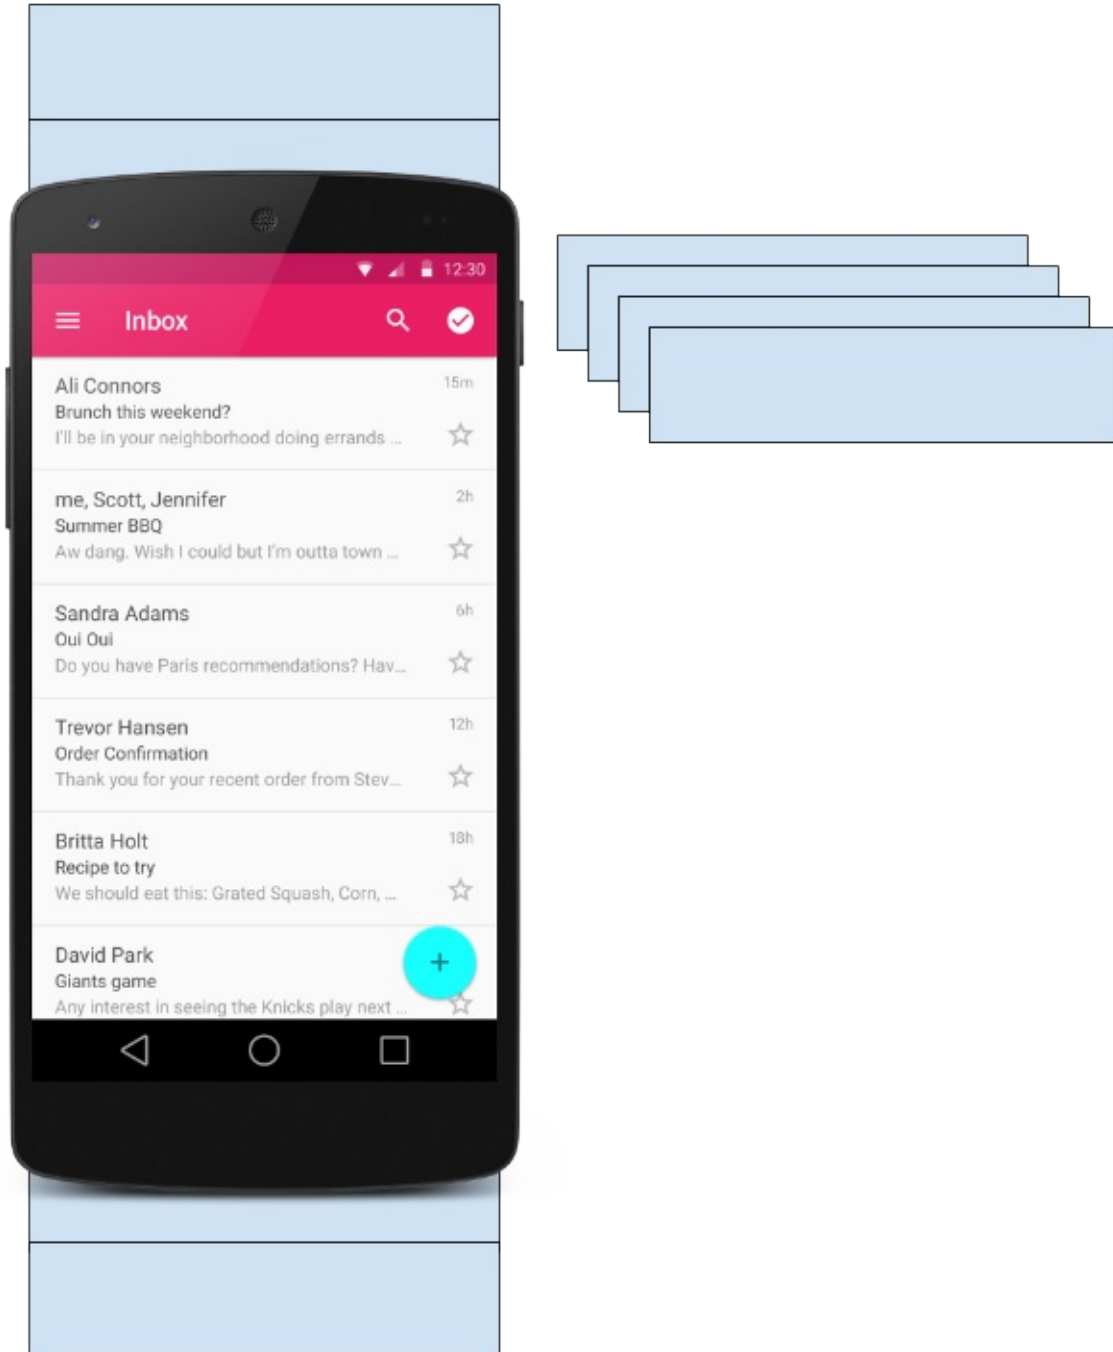 12:30
Inbox
Ali Connors 15m
Brunch this weekend?
I'll be in your neighborhood doing errands ...
me, Scott, Jennifer 2h
Summer BBQ
Aw dang. Wish I could but I'm outta town ...
Sandra Adams 6h
Oui Oui
Do you have Paris recommendations? Hav...
Trevor Hansen 12h
Order Confirmation
Thank you for your recent order from Stev...
Britta Holt 18h
Recipe to try
We should eat this: Grated Squash, Corn, ...
David Park
Giants game
Any interest in seeing the Knicks play next ...